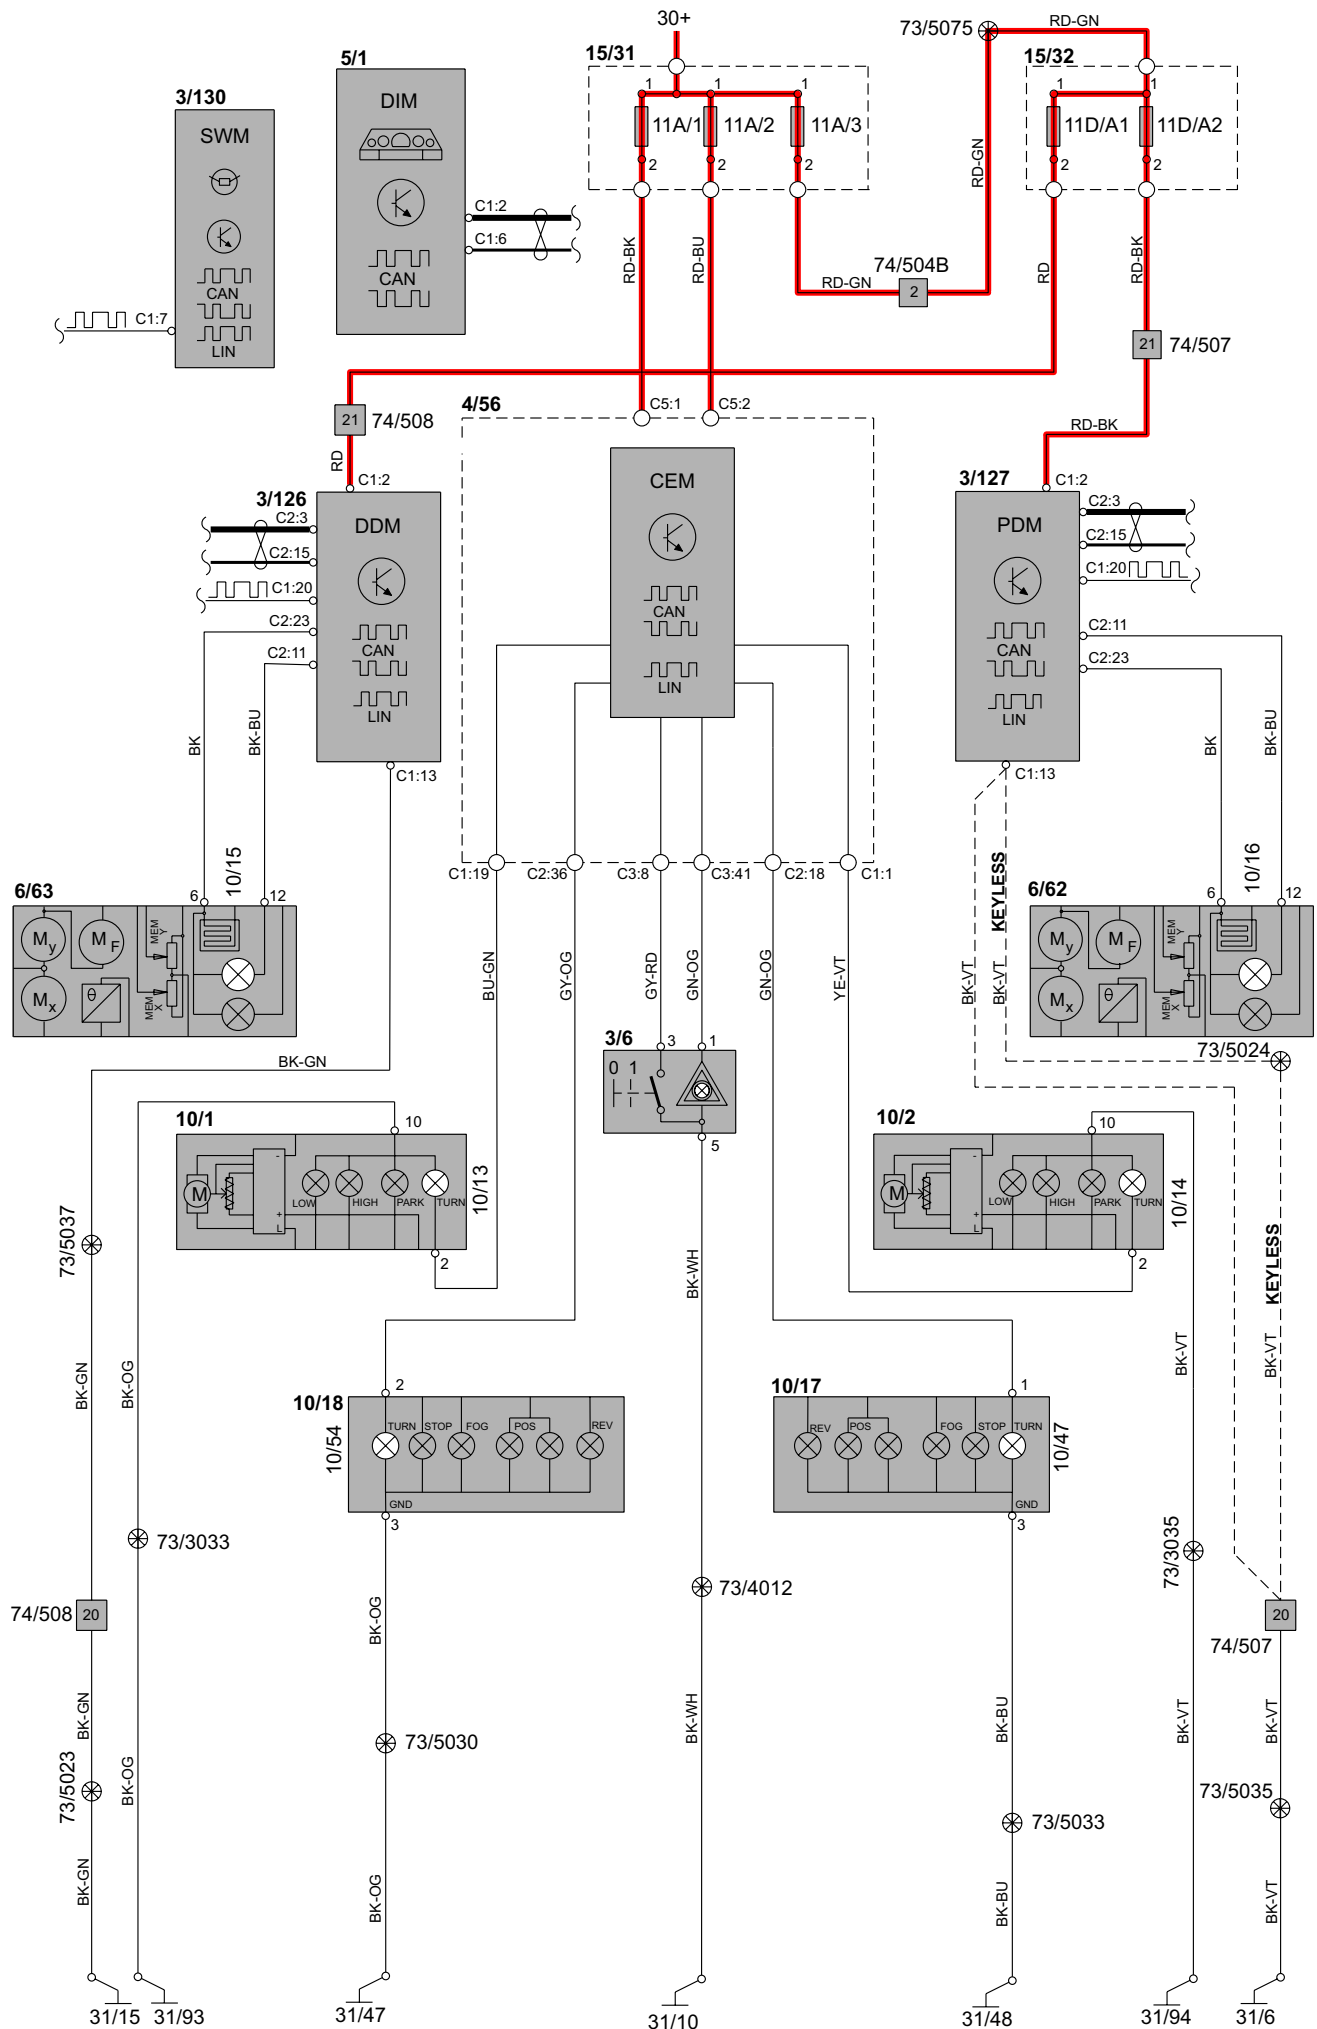 30+
73/5075
RD-GN
15/31
15/32
5/1
3/130
DIM
SWM
1
1
1
1
1
11A/1
11A/2
11A/3
11D/A1
11D/A2
2
2
2
2
2
RD-GN
C1:2
C1:6
CAN
CAN
LIN
C1:7
RD-BK
RD-BU
74/504B
RD-GN
2
RD
RD-BK
21
74/507
21
74/508
4/56
C5:1
C5:2
RD-BK
RD
C1:2
C1:2
3/126
CEM
3/127
C2:3
DDM
C2:3
PDM
C2:15
C2:15
C1:20
C1:20
C2:23
C2:11
CAN
CAN
CAN
C2:11
C2:23
LIN
LIN
LIN
BK
BK-BU
BK
BK-BU
C1:13
C1:13
10/15
10/16
C1:19
C2:36
C3:8
C3:41
C2:18
C1:1
KEYLESS
6/63
6
12
6/62
6
12
My
MF
MEM Y
My
MF
MEM Y
Mx
θ
MEM X
Mx
θ
MEM X
BU-GN
GY-OG
GY-RD
GN-OG
GN-OG
YE-VT
BK-VT
BK-VT
3/6
3
1
73/5024
BK-GN
0 1
10/1
10
5
10/2
10
M
-
+
L
LOW
HIGH
PARK
TURN
10/13
M
-
+
L
LOW
HIGH
PARK
TURN
10/14
2
2
73/5037
BK-WH
KEYLESS
BK-GN
BK-OG
BK-VT
BK-VT
2
1
10/18
10/17
10/54
TURN
STOP
FOG
POS
REV
REV
POS
FOG
STOP
TURN
10/47
GND
GND
3
3
73/3033
73/3035
73/4012
74/508
20
20
74/507
BK-OG
BK-GN
BK-OG
BK-WH
BK-BU
BK-VT
BK-VT
73/5030
73/5023
73/5035
73/5033
BK-GN
BK-OG
BK-BU
BK-VT
31/15
31/93
31/47
31/10
31/48
31/94
31/6